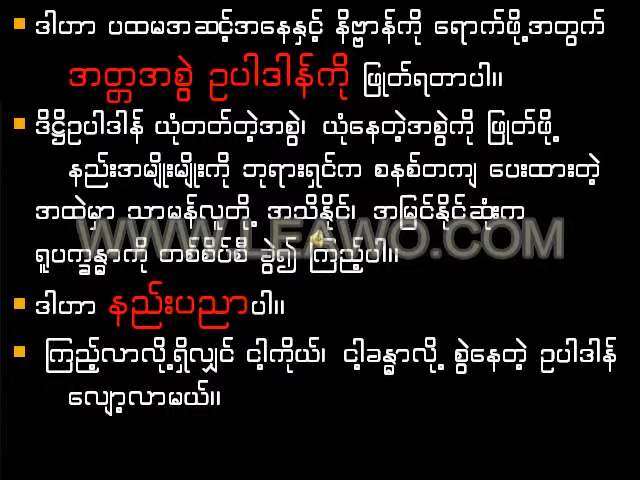 ဒါဟာ ပထမအဆင့်အနေနှင့် နိဗ္ဗာန်ကို ရောက်ဖို့အတွက်
အတ္တအစွဲ ဥပါဒါန်ကို ဖြုတ်ရတာပါ။
ဒိဋ္ဌိဥပါဒါန် ယုံတတ်တဲ့အစွဲ၊ ယုံနေတဲ့အစွဲကို ဖြုတ်ဖို့
နည်းအမျိုးမျိုးကို ဘုရားရှင်က စနစ်တကျ ပေးထားတဲ့
အထဲမှာ သာမန်လူတို့ အသိနိုင်၊ အမြင်နိုင်ဆုံးက
ရူပက္ခန္ဓာကို တစ်စိပ်စီ ခွဲ၍ ကြည့်ပါ။
WWW.LEAWO.COM
ဒါဟာ နည်းပညာပါ။
ကြည့်လာလို့ရှိလျှင် ငါ့ကိုယ်၊ ငါ့ခန္ဓာလို့ စွဲနေတဲ့ ဥပါဒါန်
လျော့လာမယ်။